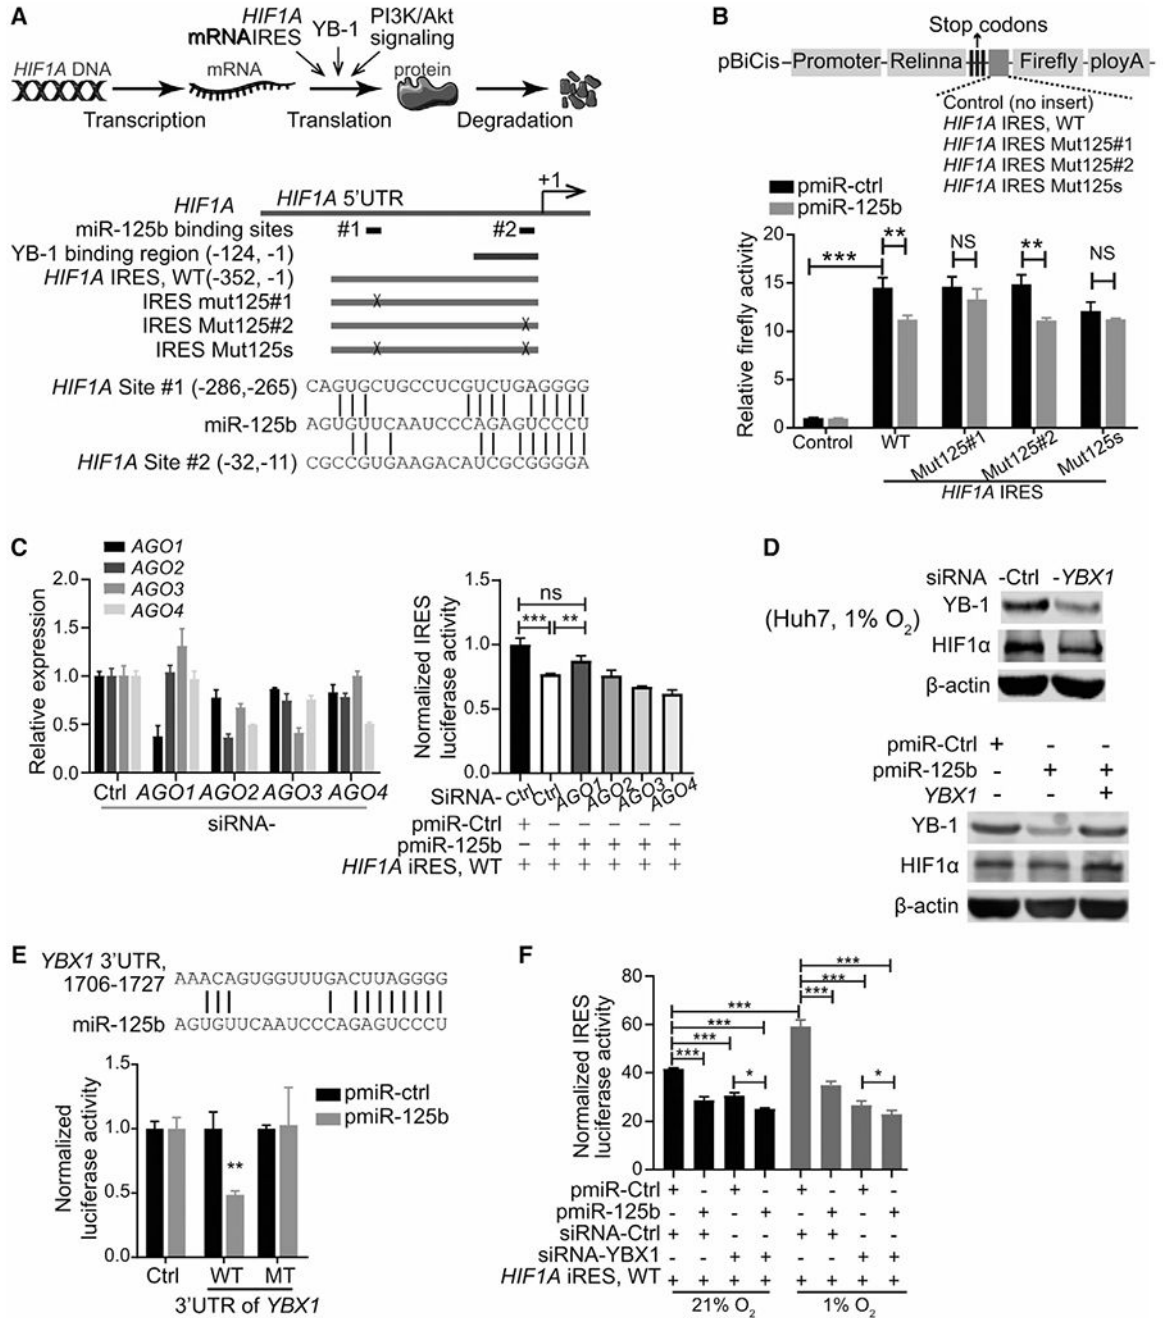 A
HIF1A
mRNAIRES YB-1 PI3K/Akt
signaling
HIF1A DNA mRNA protein
Transcription Translation Degradation
HIF1A HIF1A 5'UTR +1
miR-125b binding sites #1 #2
YB-1 binding region (-124, -1)
HIF1A IRES, WT(-352, -1)
IRES mut125#1 X
IRES Mut125#2 X
IRES Mut125s X X
HIF1A Site #1 (-286,-265) CAGUGCUGCCUCGUCUGAGGGG
miR-125b AGUGUUCAAUCCCAGAGUCCCU
HIF1A Site #2 (-32,-11) CGCCGUGAAGACAUCGCGGGGA
B
Stop codons
pBiCis Promoter Relinna Firefly ployA
Control (no insert)
HIF1A IRES, WT
HIF1A IRES Mut125#1
HIF1A IRES Mut125#2
HIF1A IRES Mut125s
pmiR-ctrl
pmiR-125b
Relative firefly activity
20
15
10
5
0
*** ** NS ** NS
Control WT Mut125#1 Mut125#2 Mut125s
HIF1A IRES
C
AGO1
AGO2
AGO3
AGO4
Relative expression
2.0
1.5
1.0
0.5
0.0
Ctrl AGO1 AGO2 AGO3 AGO4
siRNA-
Normalized IRES
luciferase activity
1.5
1.0
0.5
0.0
ns
*** **
SiRNA- Ctrl Ctrl AGO1 AGO2 AGO3 AGO4
pmiR-Ctrl + – – – – –
pmiR-125b – + + + + +
HIF1A iRES, WT + + + + + +
D
siRNA -Ctrl -YBX1
(Huh7, 1% O2)
YB-1
HIF1α
β-actin
pmiR-Ctrl + - -
pmiR-125b - + +
YBX1 - - +
YB-1
HIF1α
β-actin
E
YBX1 3'UTR,
1706-1727 AAACAGUGGUUUGACUUAGGGG
miR-125b AGUGUUCAAUCCCAGAGUCCCU
Normalized
luciferase activity
1.5
1.0
0.5
0.0
pmiR-ctrl
pmiR-125b
**
Ctrl WT MT
3'UTR of YBX1
F
Normalized IRES
luciferase activity
80
60
40
20
0
*** *** *** *** * *** *** *** *
pmiR-Ctrl + - + - + - + -
pmiR-125b - + - + - + - +
siRNA-Ctrl + + - - + + - -
siRNA-YBX1 - - + + - - + +
HIF1A iRES, WT + + + + + + + +
21% O2 1% O2